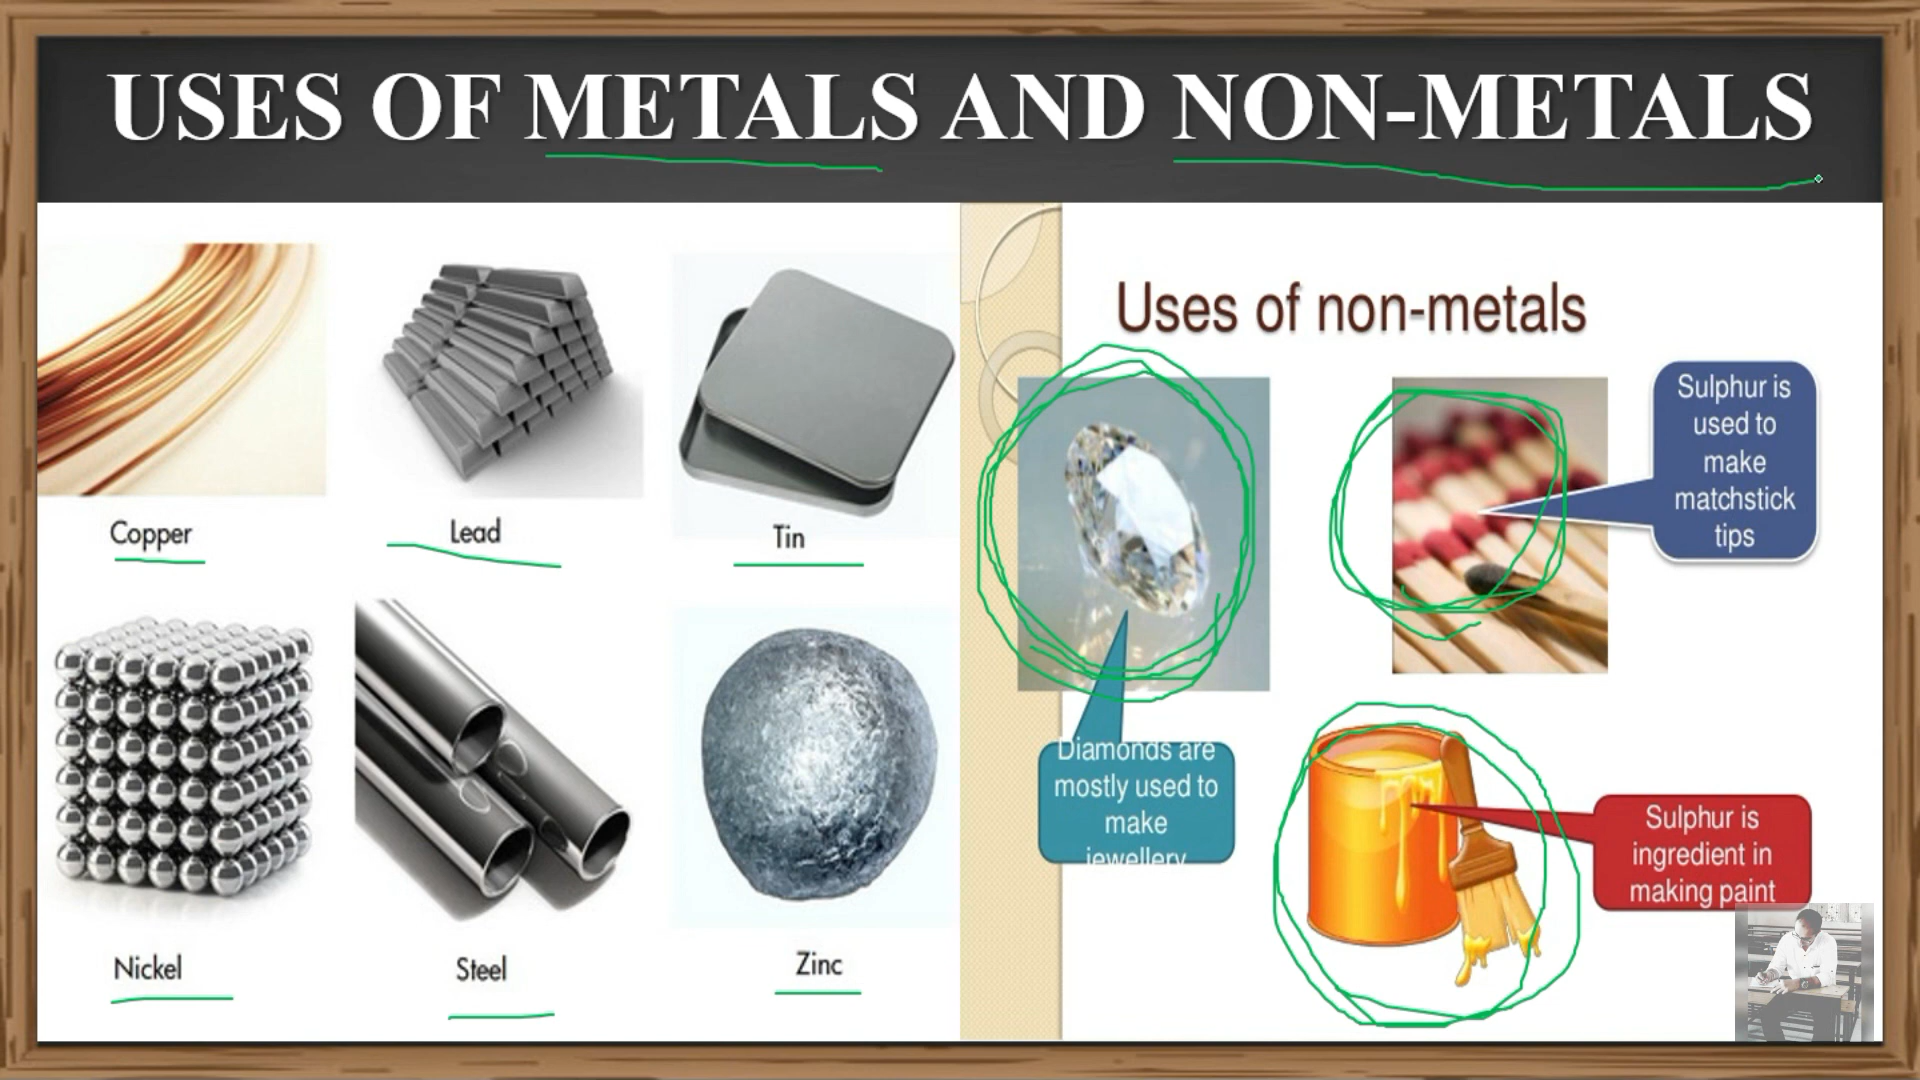 USES OF METALS AND NON-METALS
Copper
Lead
Tin
Nickel
Steel
Zinc
Uses of non-metals
Sulphur is
used to
make
matchstick
tips
Diamonds are
mostly used to
make
jewellery
Sulphur is
ingredient in
making paint